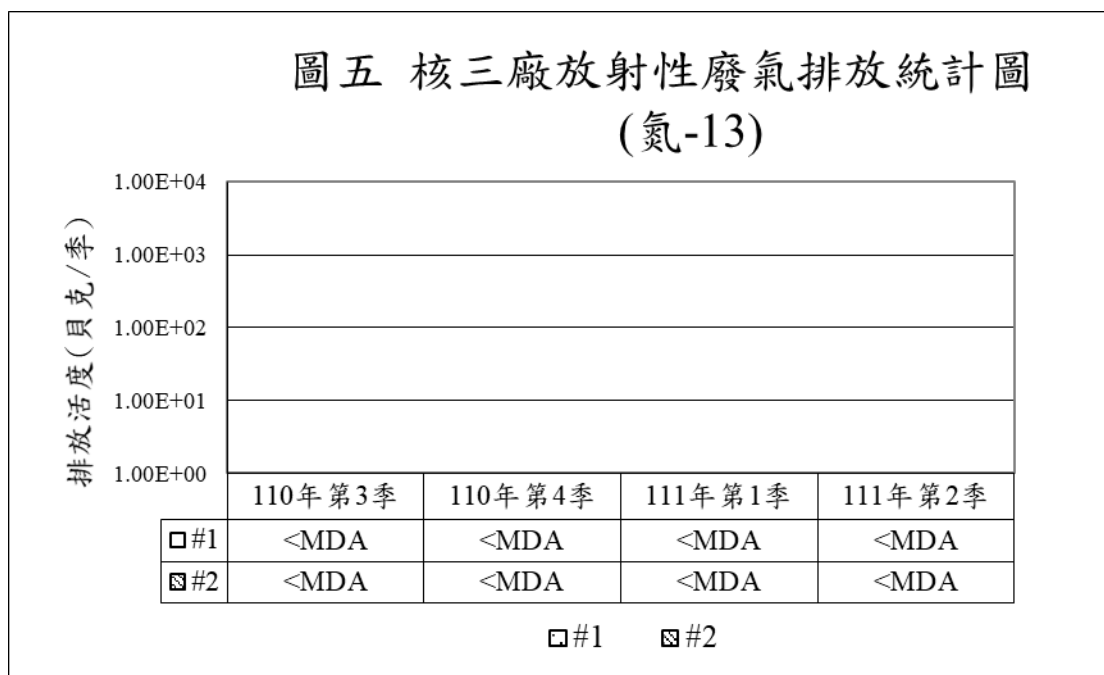 圖五 核三廠放射性廢氣排放統計圖
(氮-13)
排放活度(貝克/季)
1.00E+04
1.00E+03
1.00E+02
1.00E+01
1.00E+00
110年第3季 110年第4季 111年第1季 111年第2季
#1 <MDA <MDA <MDA <MDA
#2 <MDA <MDA <MDA <MDA
#1 #2